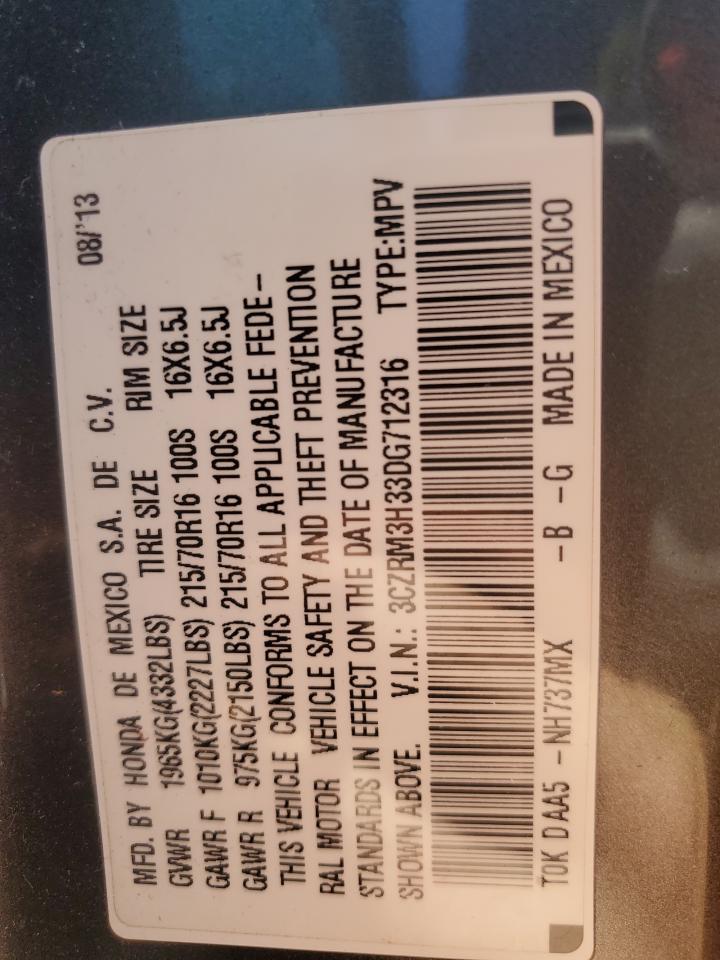 08/'13
MFD. BY HONDA DE MEXICO S.A. DE C.V.
GVWR 1965KG(4332LBS) TIRE SIZE RIM SIZE
GAWR F 1010KG(2227LBS) 215/70R16 100S 16X6.5J
GAWR R 975KG(2150LBS) 215/70R16 100S 16X6.5J
THIS VEHICLE CONFORMS TO ALL APPLICABLE FEDE-
RAL MOTOR VEHICLE SAFETY AND THEFT PREVENTION
STANDARDS IN EFFECT ON THE DATE OF MANUFACTURE
SHOWN ABOVE. V.I.N.: 3CZRM3H33DG712316 TYPE:MPV
T0K D AA5 -NH737MX -B -G MADE IN MEXICO